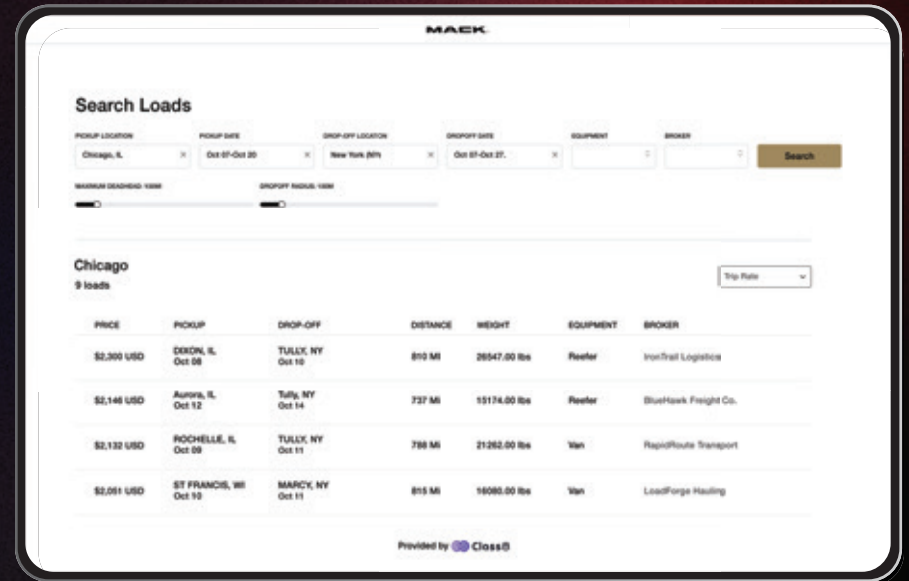 MACK
Search Loads
PICKUP LOCATION PICKUP DATE DROP-OFF LOCATON DROPOFF DATE EQUIPMENT BROKER
Chicago, IL Oct 07-Oct 20 New York (NY) Oct 07-Oct 27. Search
MAXIMUM DEADHEAD: 100MI DROPOFF RADIUS: 100MI
Chicago
9 loads
Trip Rate
PRICE PICKUP DROP-OFF DISTANCE WEIGHT EQUIPMENT BROKER
$2,300 USD DIXON, IL TULLY, NY 810 MI 26547.00 lbs Reefer IronTrail Logistics
Oct 08 Oct 10
$2,146 USD Aurora, IL Tully, NY 737 Mi 15174.00 lbs Reefer BlueHawk Freight Co.
Oct 12 Oct 14
$2,132 USD ROCHELLE, IL TULLY, NY 788 Mi 21262.00 lbs Van RapidRoute Transport
Oct 09 Oct 11
$2,051 USD ST FRANCIS, WI MARCY, NY 815 Mi 16080.00 lbs Van LoadForge Hauling
Oct 10 Oct 11
Provided by Class8